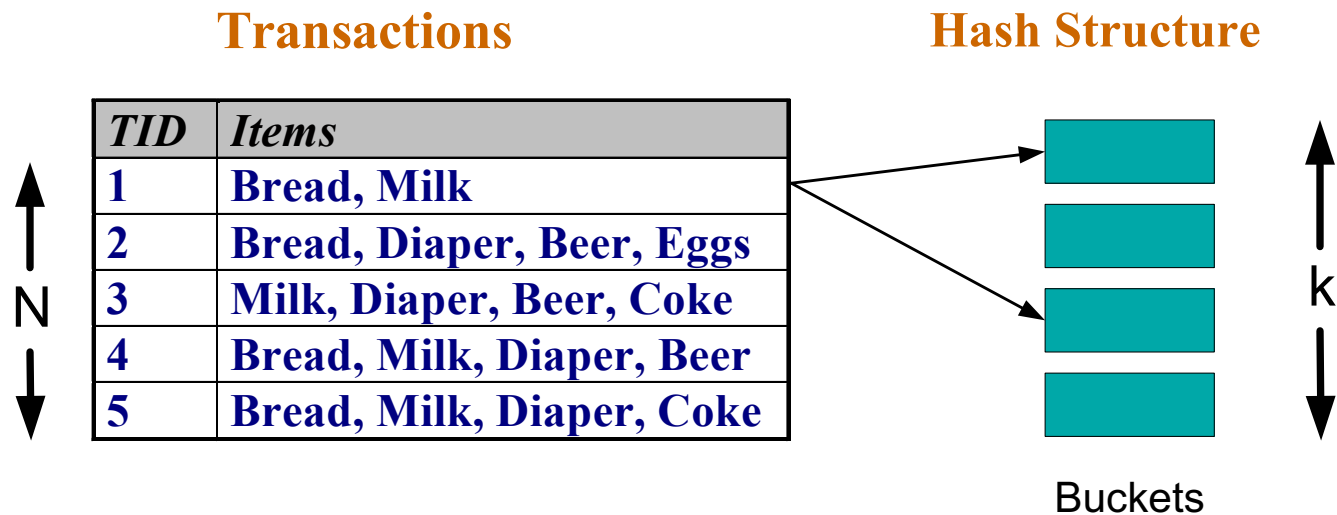 Transactions
Hash Structure
TID Items
1 Bread, Milk
2 Bread, Diaper, Beer, Eggs
3 Milk, Diaper, Beer, Coke
4 Bread, Milk, Diaper, Beer
5 Bread, Milk, Diaper, Coke
N
k
Buckets